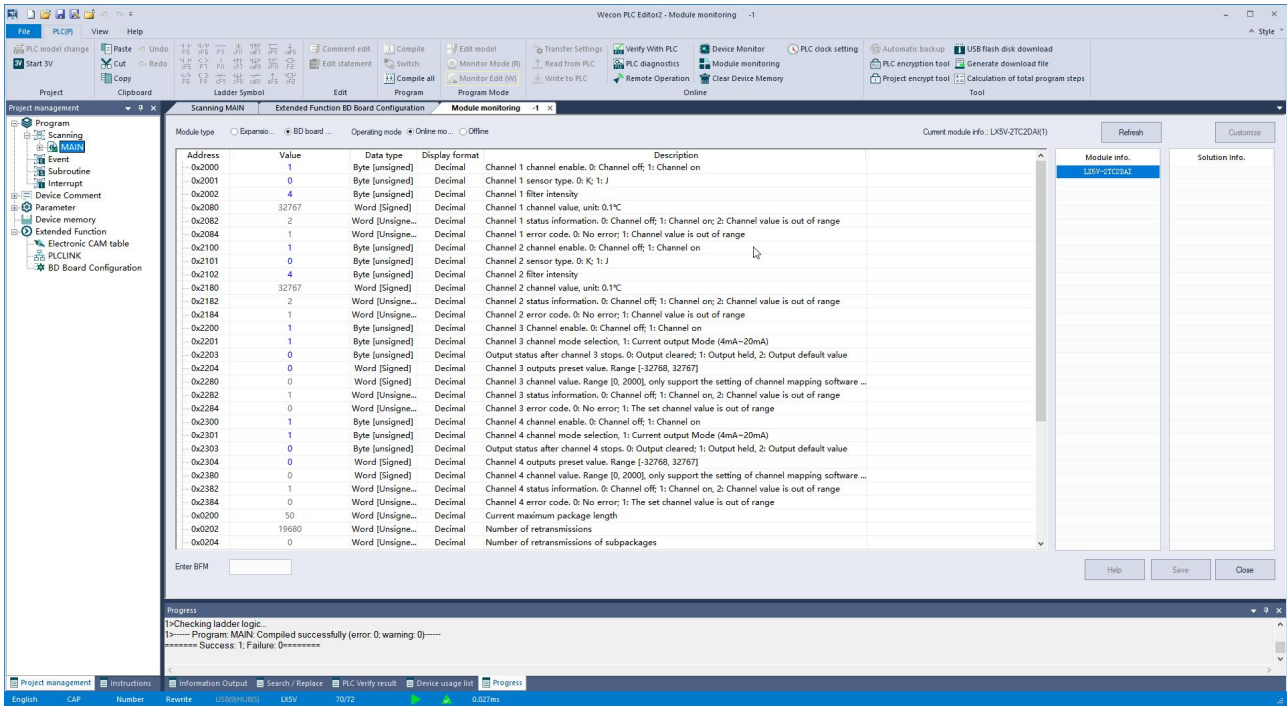 Wecon PLC Editor2 - Module monitoring -1
File PLC(P) View Help Style
PLC model change Paste Undo Comment edit Compile Edit model Transfer Settings Verify With PLC Device Monitor PLC clock setting Automatic backup USB flash disk download
Start 3V Cut Redo Edit statement Switch Monitor Mode (R) Read from PLC PLC diagnostics Module monitoring PLC encryption tool Generate download file
Copy Compile all Monitor Edit (W) Write to PLC Remote Operation Clear Device Memory Project encrypt tool Calculation of total program steps
Project Clipboard Ladder Symbol Edit Program Program Mode Online Tool
Project management Scanning MAIN Extended Function BD Board Configuration Module monitoring -1
Program
Scanning
MAIN
Event
Subroutine
Interrupt
Device Comment
Parameter
Device memory
Extended Function
Electronic CAM table
PLCLINK
BD Board Configuration
Module type Expansio... BD board ... Operating mode Online mo... Offline Current module info.: LX5V-2TC2DAI(1) Refresh Customize
Address Value Data type Display format Description
0x2000 1 Byte [unsigned] Decimal Channel 1 channel enable. 0: Channel off; 1: Channel on
0x2001 0 Byte [unsigned] Decimal Channel 1 sensor type. 0: K; 1: J
0x2002 4 Byte [unsigned] Decimal Channel 1 filter intensity
0x2080 32767 Word [Signed] Decimal Channel 1 channel value, unit: 0.1℃
0x2082 2 Word [Unsigne... Decimal Channel 1 status information. 0: Channel off; 1: Channel on; 2: Channel value is out of range
0x2084 1 Word [Unsigne... Decimal Channel 1 error code. 0: No error; 1: Channel value is out of range
0x2100 1 Byte [unsigned] Decimal Channel 2 channel enable. 0: Channel off; 1: Channel on
0x2101 0 Byte [unsigned] Decimal Channel 2 sensor type. 0: K; 1: J
0x2102 4 Byte [unsigned] Decimal Channel 2 filter intensity
0x2180 32767 Word [Signed] Decimal Channel 2 channel value, unit: 0.1℃
0x2182 2 Word [Unsigne... Decimal Channel 2 status information. 0: Channel off; 1: Channel on; 2: Channel value is out of range
0x2184 1 Word [Unsigne... Decimal Channel 2 error code. 0: No error; 1: Channel value is out of range
0x2200 1 Byte [unsigned] Decimal Channel 3 Channel enable. 0: Channel off; 1: Channel on
0x2201 1 Byte [unsigned] Decimal Channel 3 channel mode selection, 1: Current output Mode (4mA~20mA)
0x2203 0 Byte [unsigned] Decimal Output status after channel 3 stops. 0: Output cleared; 1: Output held, 2: Output default value
0x2204 0 Word [Signed] Decimal Channel 3 outputs preset value. Range [-32768, 32767]
0x2280 0 Word [Signed] Decimal Channel 3 channel value. Range [0, 2000], only support the setting of channel mapping software ...
0x2282 1 Word [Unsigne... Decimal Channel 3 status information. 0: Channel off; 1: Channel on, 2: Channel value is out of range
0x2284 0 Word [Unsigne... Decimal Channel 3 error code. 0: No error; 1: The set channel value is out of range
0x2300 1 Byte [unsigned] Decimal Channel 4 channel enable. 0: Channel off; 1: Channel on
0x2301 1 Byte [unsigned] Decimal Channel 4 channel mode selection, 1: Current output Mode (4mA~20mA)
0x2303 0 Byte [unsigned] Decimal Output status after channel 4 stops. 0: Output cleared; 1: Output held, 2: Output default value
0x2304 0 Word [Signed] Decimal Channel 4 outputs preset value. Range [-32768, 32767]
0x2380 0 Word [Signed] Decimal Channel 4 channel value. Range [0, 2000], only support the setting of channel mapping software ...
0x2382 1 Word [Unsigne... Decimal Channel 4 status information. 0: Channel off; 1: Channel on, 2: Channel value is out of range
0x2384 0 Word [Unsigne... Decimal Channel 4 error code. 0: No error; 1: The set channel value is out of range
0x0200 50 Word [Unsigne... Decimal Current maximum package length
0x0202 19680 Word [Unsigne... Decimal Number of retransmissions
0x0204 0 Word [Unsigne... Decimal Number of retransmissions of subpackages
Module info. Solution Info.
LX5V-2TC2DAI
Enter BFM Help Save Close
Progress
1>Checking ladder logic...
1>------ Program: MAIN: Compiled successfully (error: 0; warning: 0)------
======= Success: 1; Failure: 0========
Project management Instructions Information Output Search / Replace PLC Verify result Device usage list Progress
English CAP Number Rewrite USB(9)HUB(5) LX5V 70/72 0.027ms